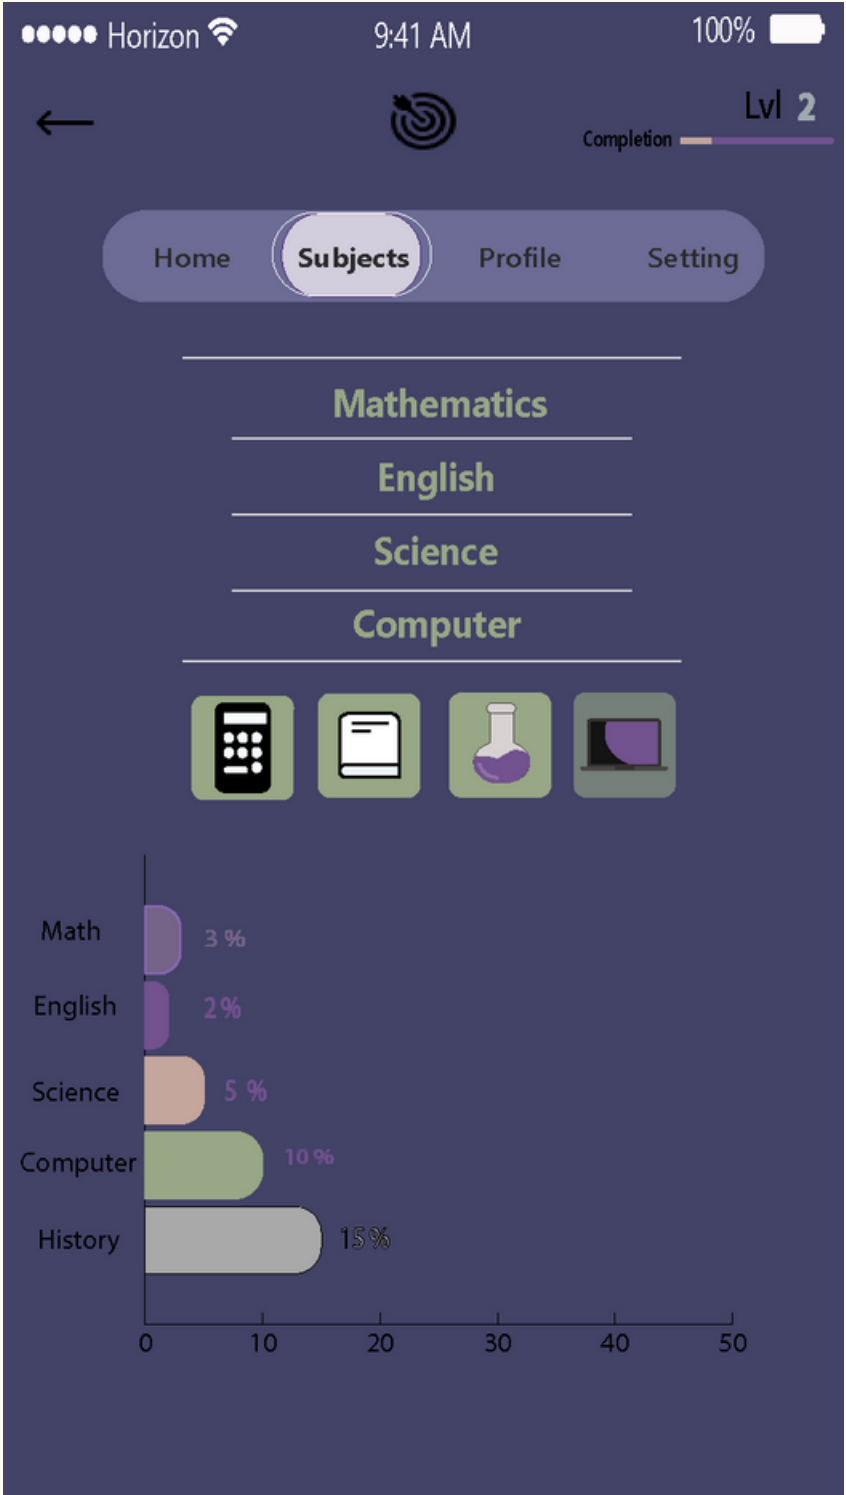 Horizon 9:41 AM 100%
Lvl 2
Completion
Home Subjects Profile Setting
Mathematics
English
Science
Computer
Math 3 %
English 2%
Science 5 %
Computer 10 %
History 15%
0 10 20 30 40 50